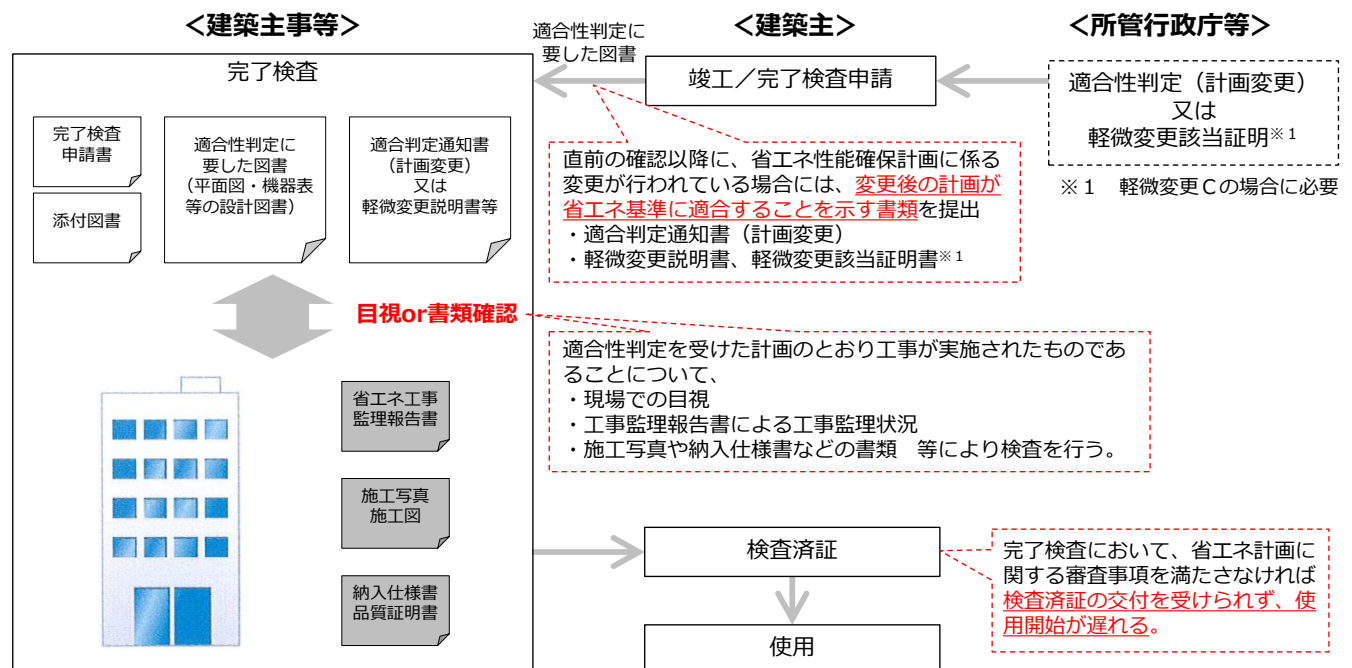 <建築主事等>
<建築主>
<所管行政庁等>
適合性判定に
要した図書
完了検査
完了検査
申請書
添付図書
適合性判定に
要した図書
（平面図・機器表
等の設計図書）
適合判定通知書
（計画変更）
又は
軽微変更説明書等
竣工／完了検査申請
適合性判定（計画変更）
又は
軽微変更該当証明※１
※１　軽微変更Ｃの場合に必要
直前の確認以降に、省エネ性能確保計画に係る
変更が行われている場合には、変更後の計画が
省エネ基準に適合することを示す書類を提出
・適合判定通知書（計画変更）
・軽微変更説明書、軽微変更該当証明書※１
目視or書類確認
適合性判定を受けた計画のとおり工事が実施されたものであ
ることについて、
・現場での目視
・工事監理報告書による工事監理状況
・施工写真や納入仕様書などの書類　等により検査を行う。
省エネ工事
監理報告書
施工写真
施工図
納入仕様書
品質証明書
検査済証
使用
完了検査において、省エネ計画に
関する審査事項を満たさなければ
検査済証の交付を受けられず、使
用開始が遅れる。